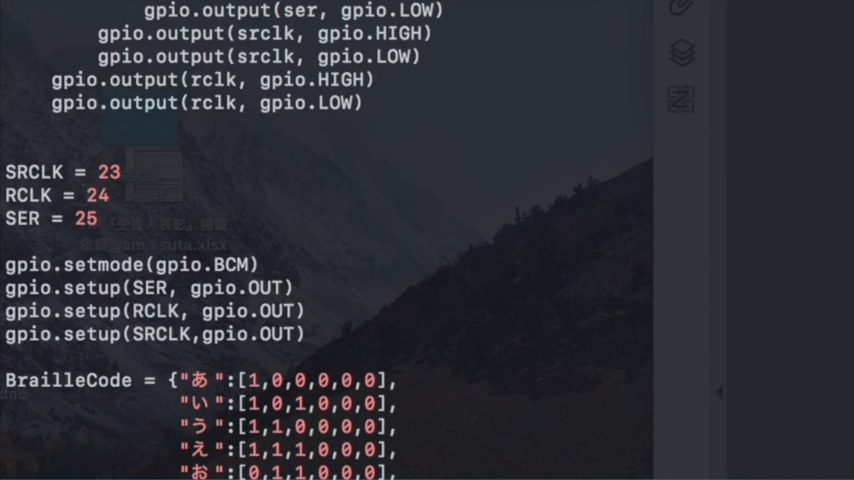 gpio.output(ser, gpio.LOW)
gpio.output(srclk, gpio.HIGH)
gpio.output(srclk, gpio.LOW)
gpio.output(rclk, gpio.HIGH)
gpio.output(rclk, gpio.LOW)
SRCLK = 23
RCLK = 24
SER = 25
gpio.setmode(gpio.BCM)
gpio.setup(SER, gpio.OUT)
gpio.setup(RCLK, gpio.OUT)
gpio.setup(SRCLK,gpio.OUT)
BrailleCode = {"あ":[1,0,0,0,0,0],
"い":[1,0,1,0,0,0],
"う":[1,1,0,0,0,0],
"え":[1,1,1,0,0,0],
"お":[0,1,1,0,0,0],